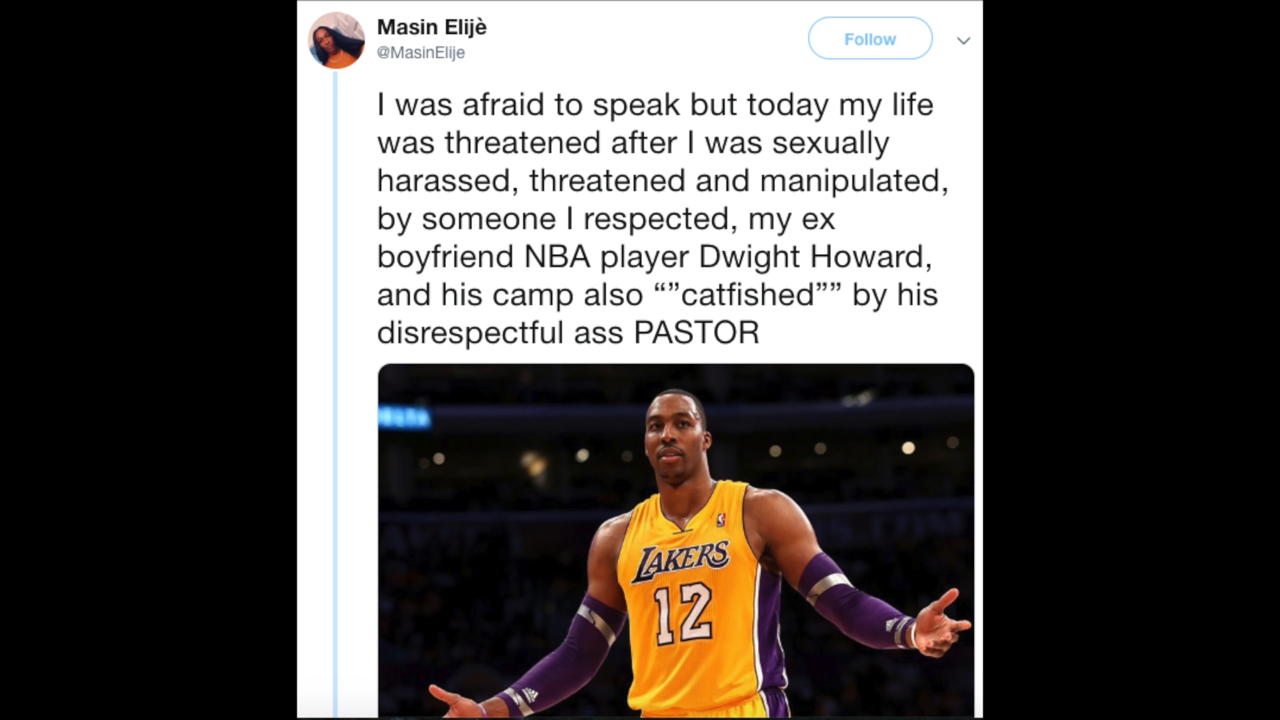 Masin Elijè
@MasinElije
Follow
I was afraid to speak but today my life
was threatened after I was sexually
harassed, threatened and manipulated,
by someone I respected, my ex
boyfriend NBA player Dwight Howard,
and his camp also “”catfished”” by his
disrespectful ass PASTOR
DELTA
LAKERS
12